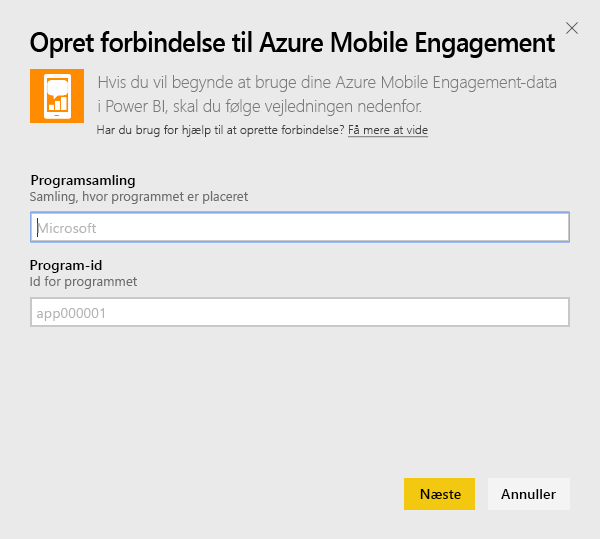 Opret forbindelse til Azure Mobile Engagement
Hvis du vil begynde at bruge dine Azure Mobile Engagement-data
i Power BI, skal du følge vejledningen nedenfor.
Har du brug for hjælp til at oprette forbindelse? Få mere at vide
Programsamling
Samling, hvor programmet er placeret
Microsoft
Program-id
Id for programmet
app000001
Næste
Annuller